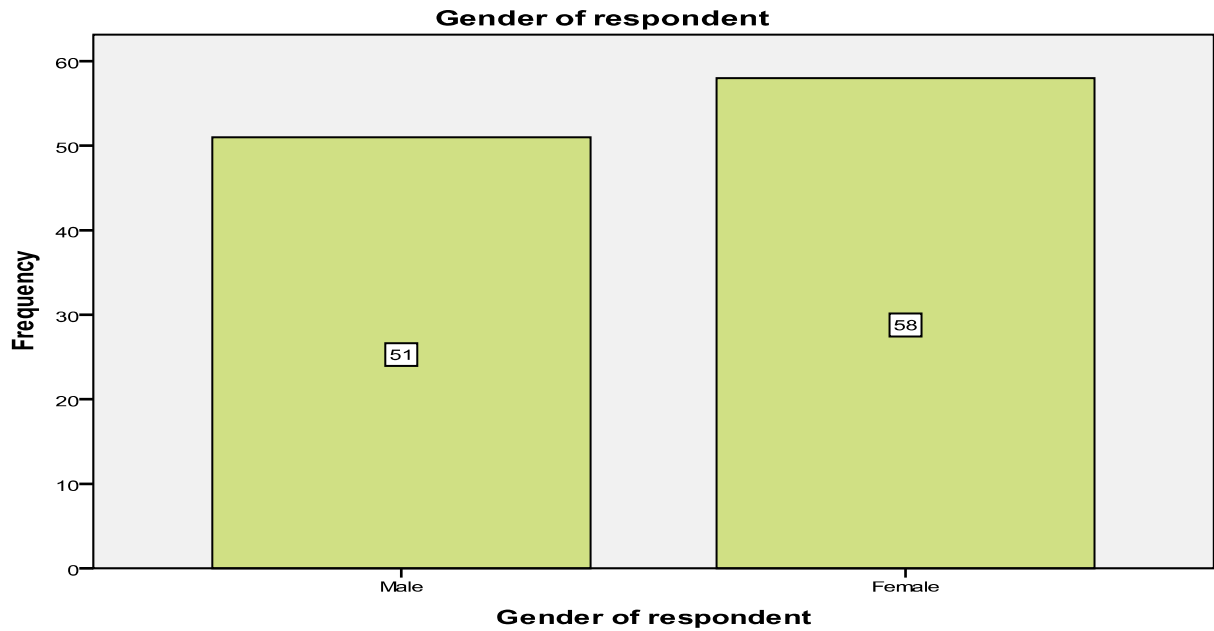 Gender of respondent
Frequency
60
50
40
30
20
10
0
51
58
Male
Female
Gender of respondent